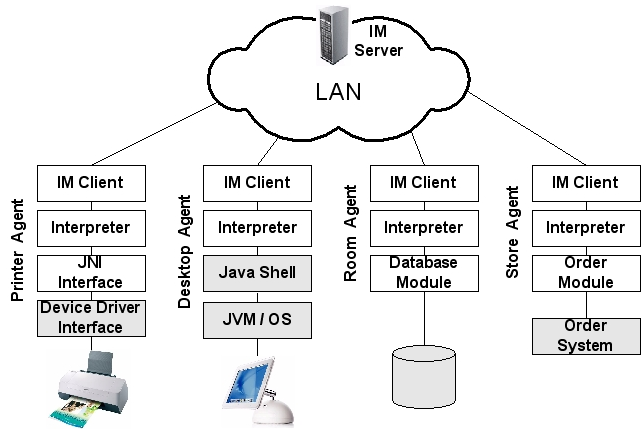 IM
Server
LAN
Printer Agent
IM Client
Interpreter
JNI
Interface
Device Driver
Interface
Desktop Agent
IM Client
Interpreter
Java Shell
JVM / OS
Room Agent
IM Client
Interpreter
Database
Module
Store Agent
IM Client
Interpreter
Order
Module
Order
System